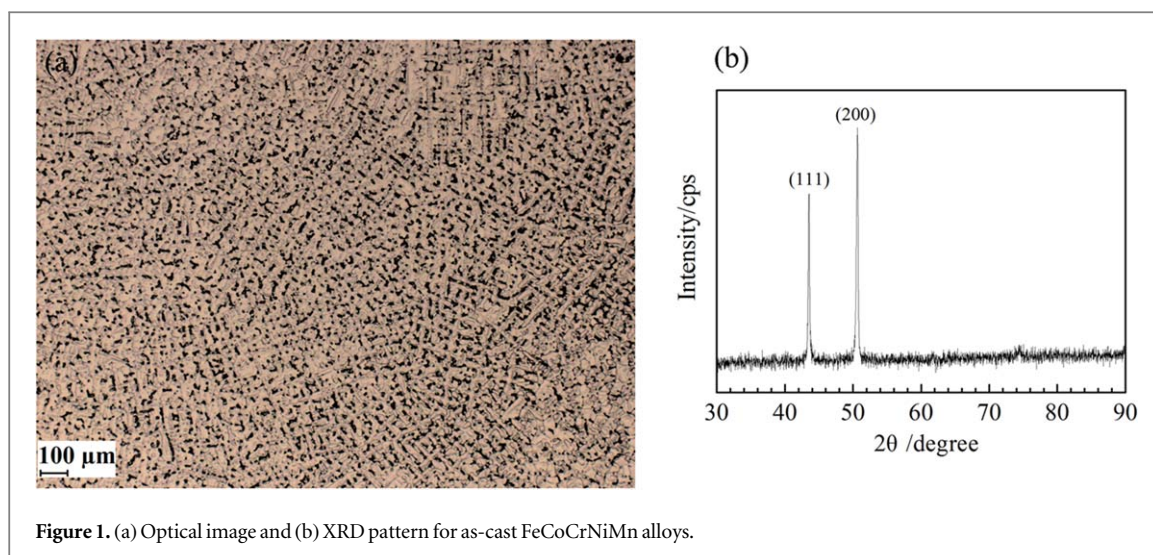 (a)
100 μm
(b)
(200)
(111)
Intensity/cps
30 40 50 60 70 80 90
2θ /degree
Figure 1. (a) Optical image and (b) XRD pattern for as-cast FeCoCrNiMn alloys.